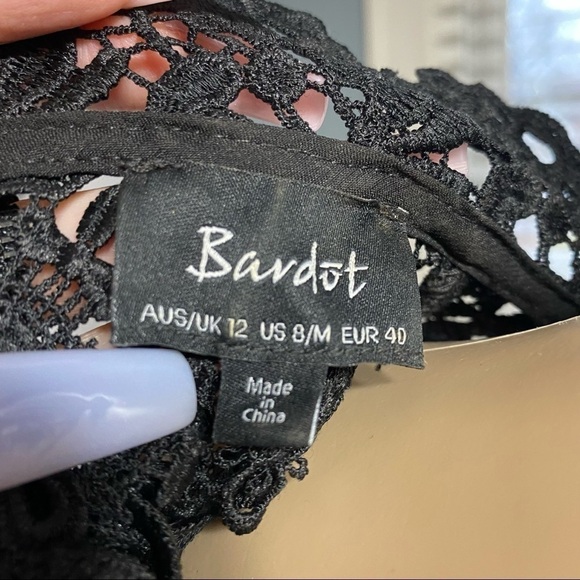 Bardot
AUS/UK 12 US 8/M EUR 40
Made
in
China